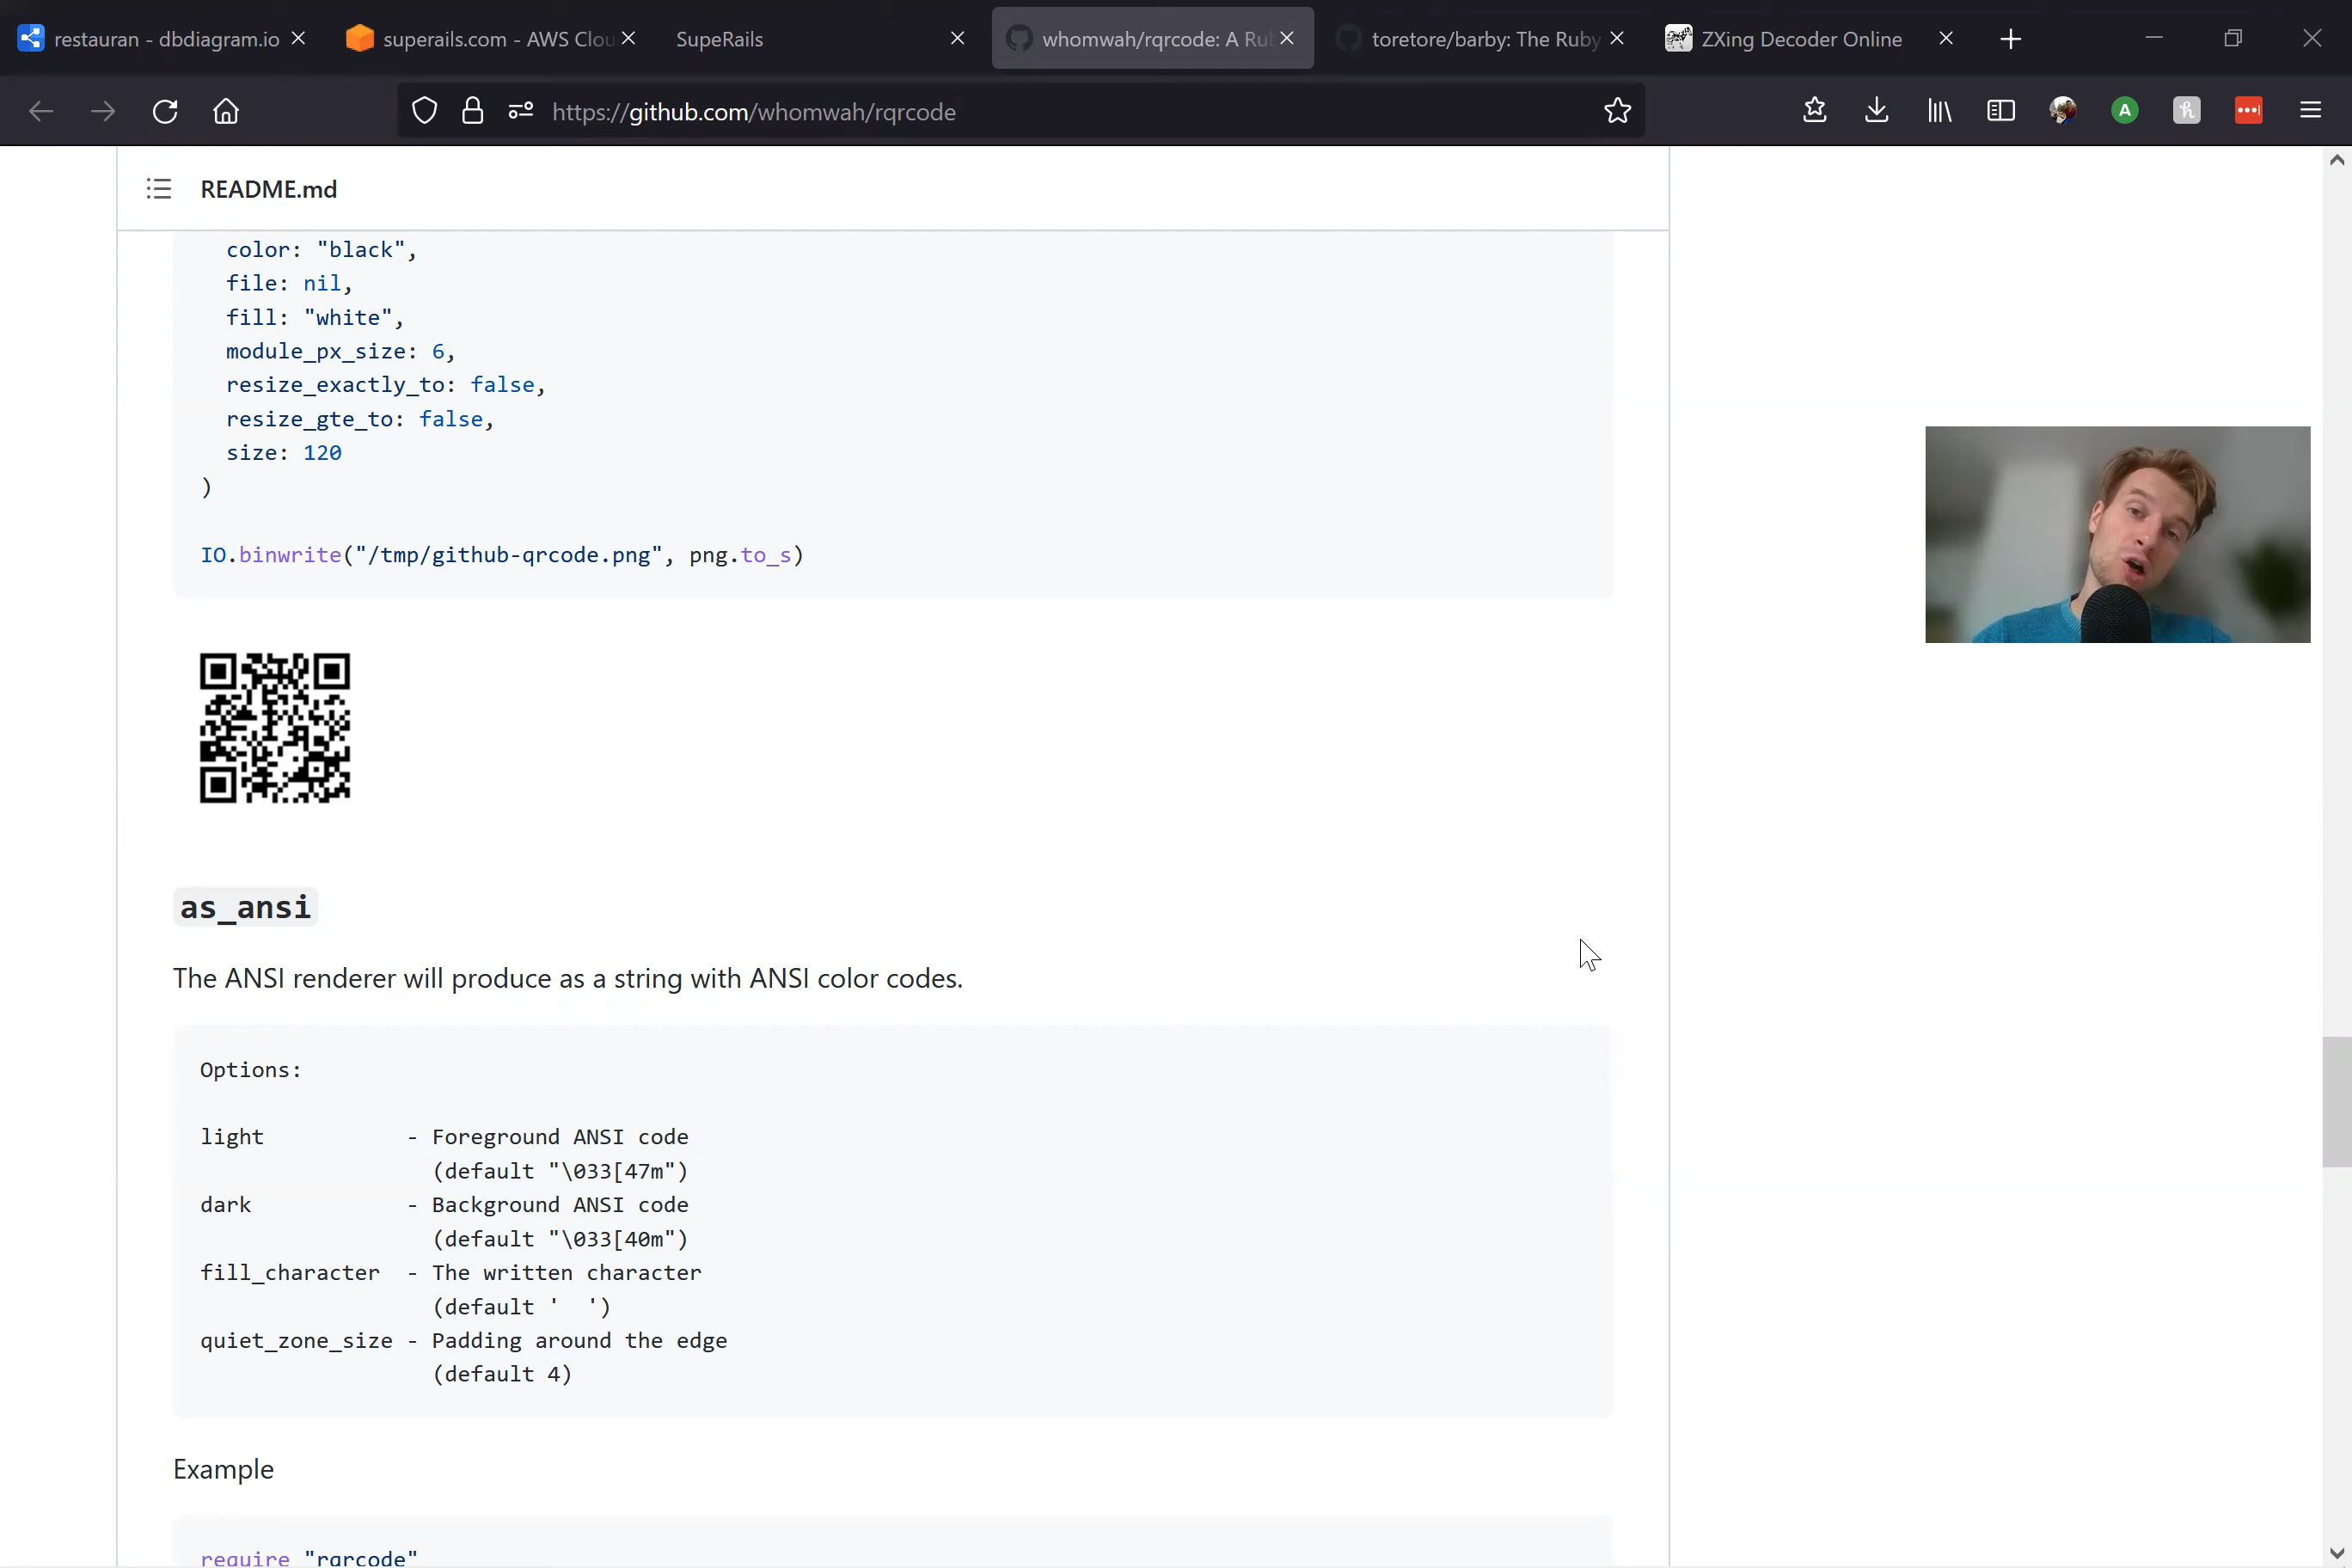 restauran - dbdiagram.io
superails.com - AWS Clou
SupeRails
whomwah/rqrcode: A Ru
toretore/barby: The Ruby
ZXing Decoder Online
https://github.com/whomwah/rqrcode
A
h
README.md
color: "black",
file: nil,
fill: "white",
module_px_size: 6,
resize_exactly_to: false,
resize_gte_to: false,
size: 120
)
IO.binwrite("/tmp/github-qrcode.png", png.to_s)
as_ansi
The ANSI renderer will produce as a string with ANSI color codes.
Options:
light - Foreground ANSI code
(default "\033[47m")
dark - Background ANSI code
(default "\033[40m")
fill_character - The written character
(default '  ')
quiet_zone_size - Padding around the edge
(default 4)
Example
require "rqrcode"